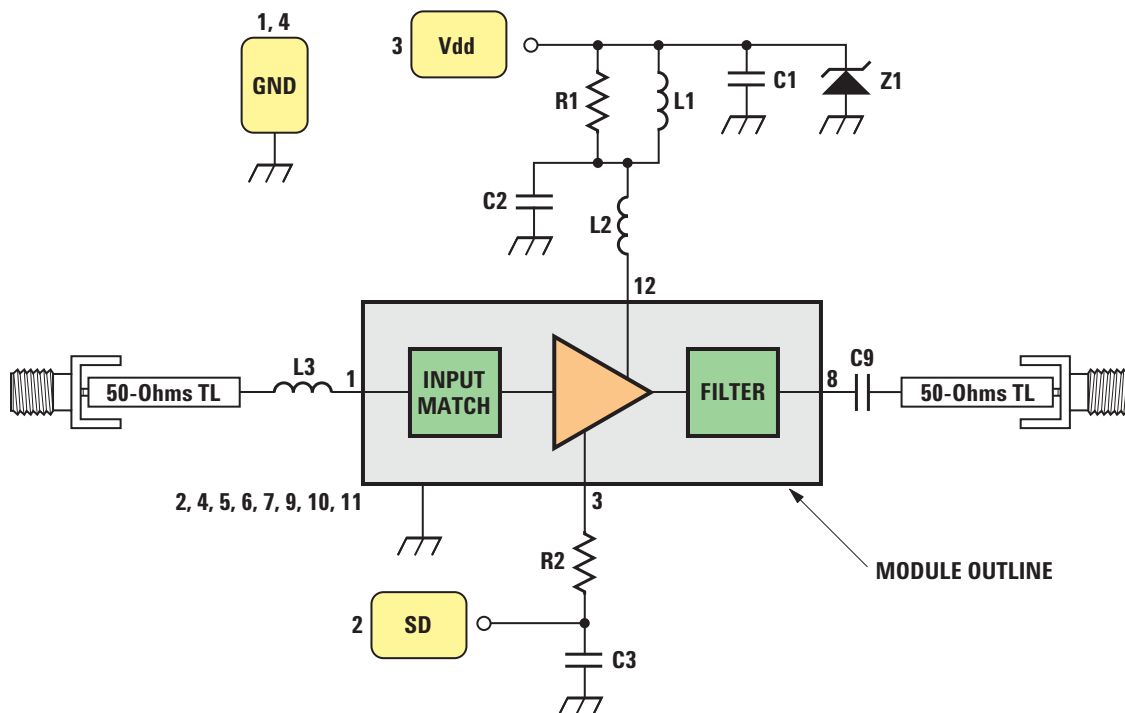 1, 4
GND
3
Vdd
R1
L1
C1
Z1
C2
L2
12
L3
1
50-Ohms TL
INPUT
MATCH
FILTER
8
C9
50-Ohms TL
2, 4, 5, 6, 7, 9, 10, 11
3
R2
MODULE OUTLINE
2
SD
C3